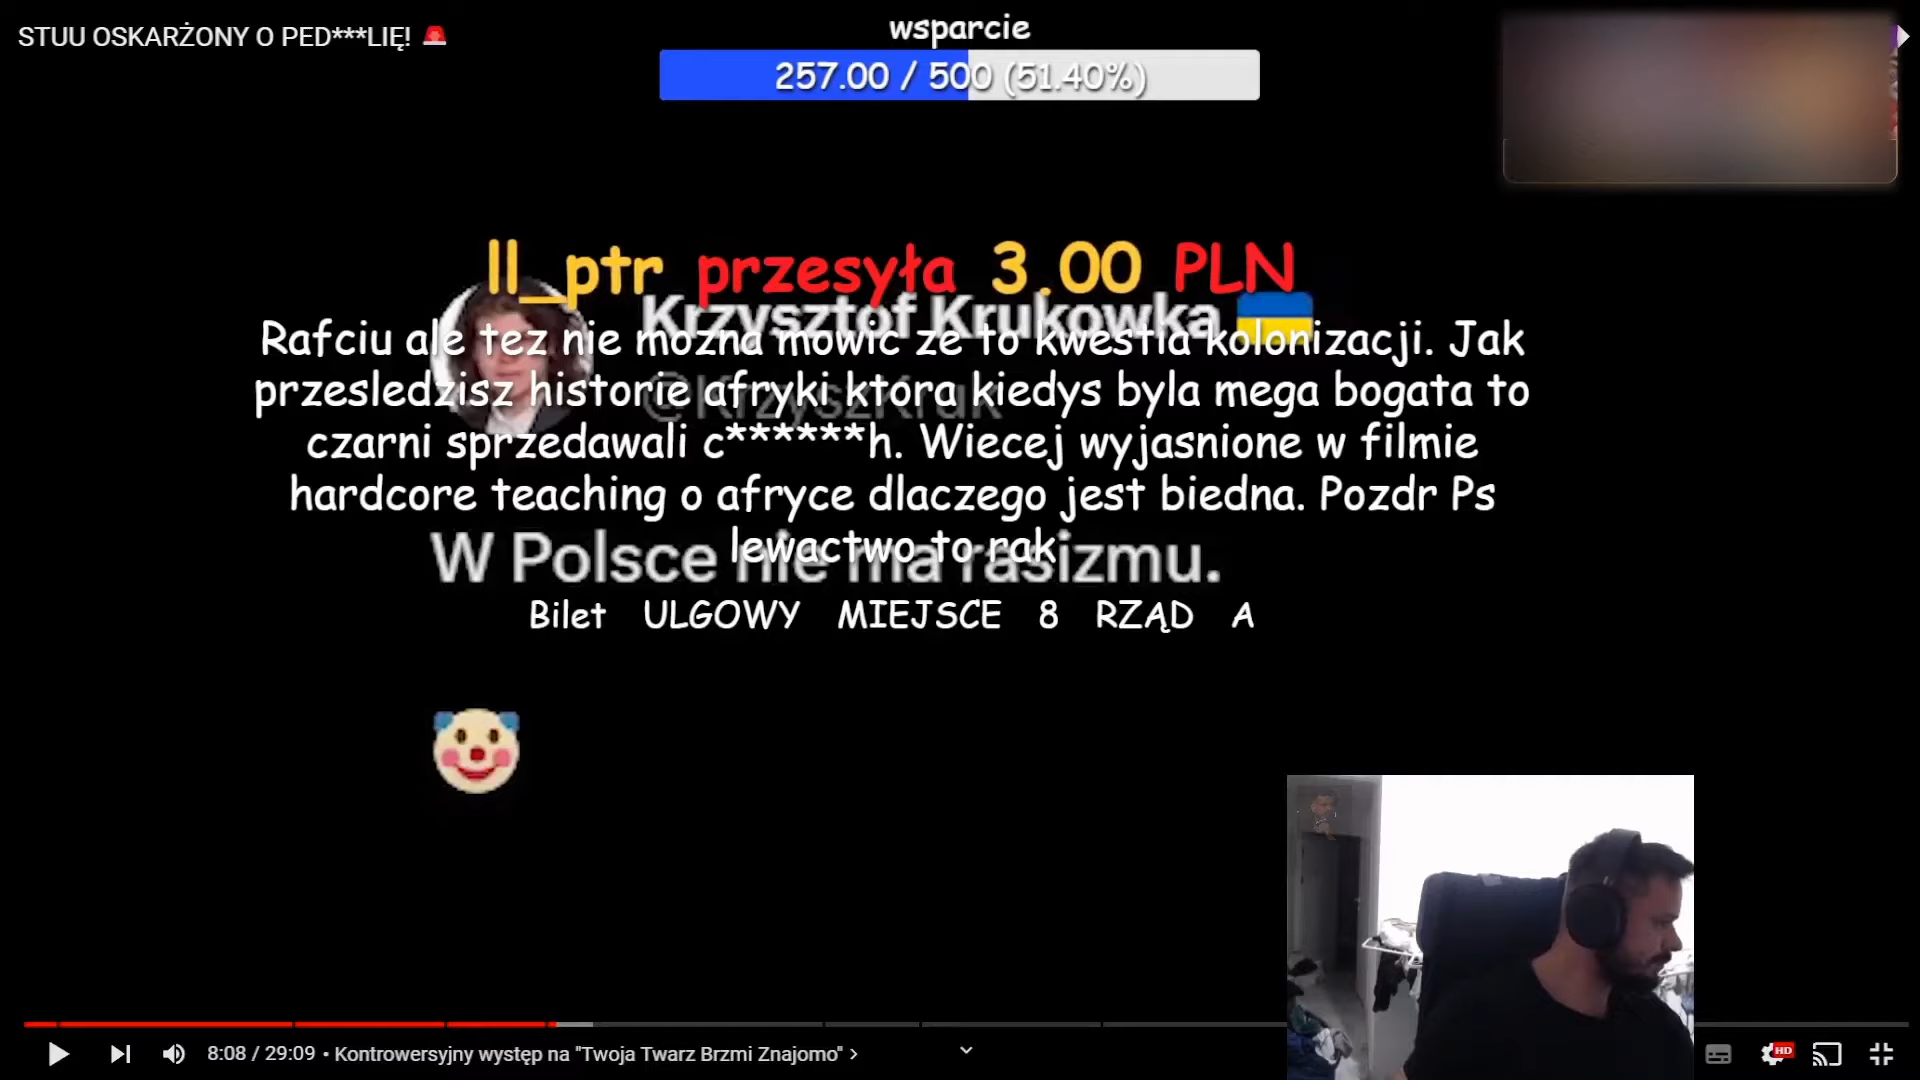 STUU OSKARŻONY O PED***LIĘ! 🚨
wsparcie
257.00 / 500 (51.40%)
ll_ptr przesyła 3.00 PLN
Krzysztof Krukowka 🇺🇦
@KrzyszKruk
Rafciu ale tez nie mozna mowic ze to kwestia kolonizacji. Jak
przesledzisz historie afryki ktora kiedys byla mega bogata to
czarni sprzedawali c******h. Wiecej wyjasnione w filmie
hardcore teaching o afryce dlaczego jest biedna. Pozdr Ps
lewactwo to rak
W Polsce nie ma rasizmu.
Bilet ULGOWY MIEJSCE 8 RZĄD A
8:08 / 29:09 • Kontrowersyjny występ na "Twoja Twarz Brzmi Znajomo" >
HD